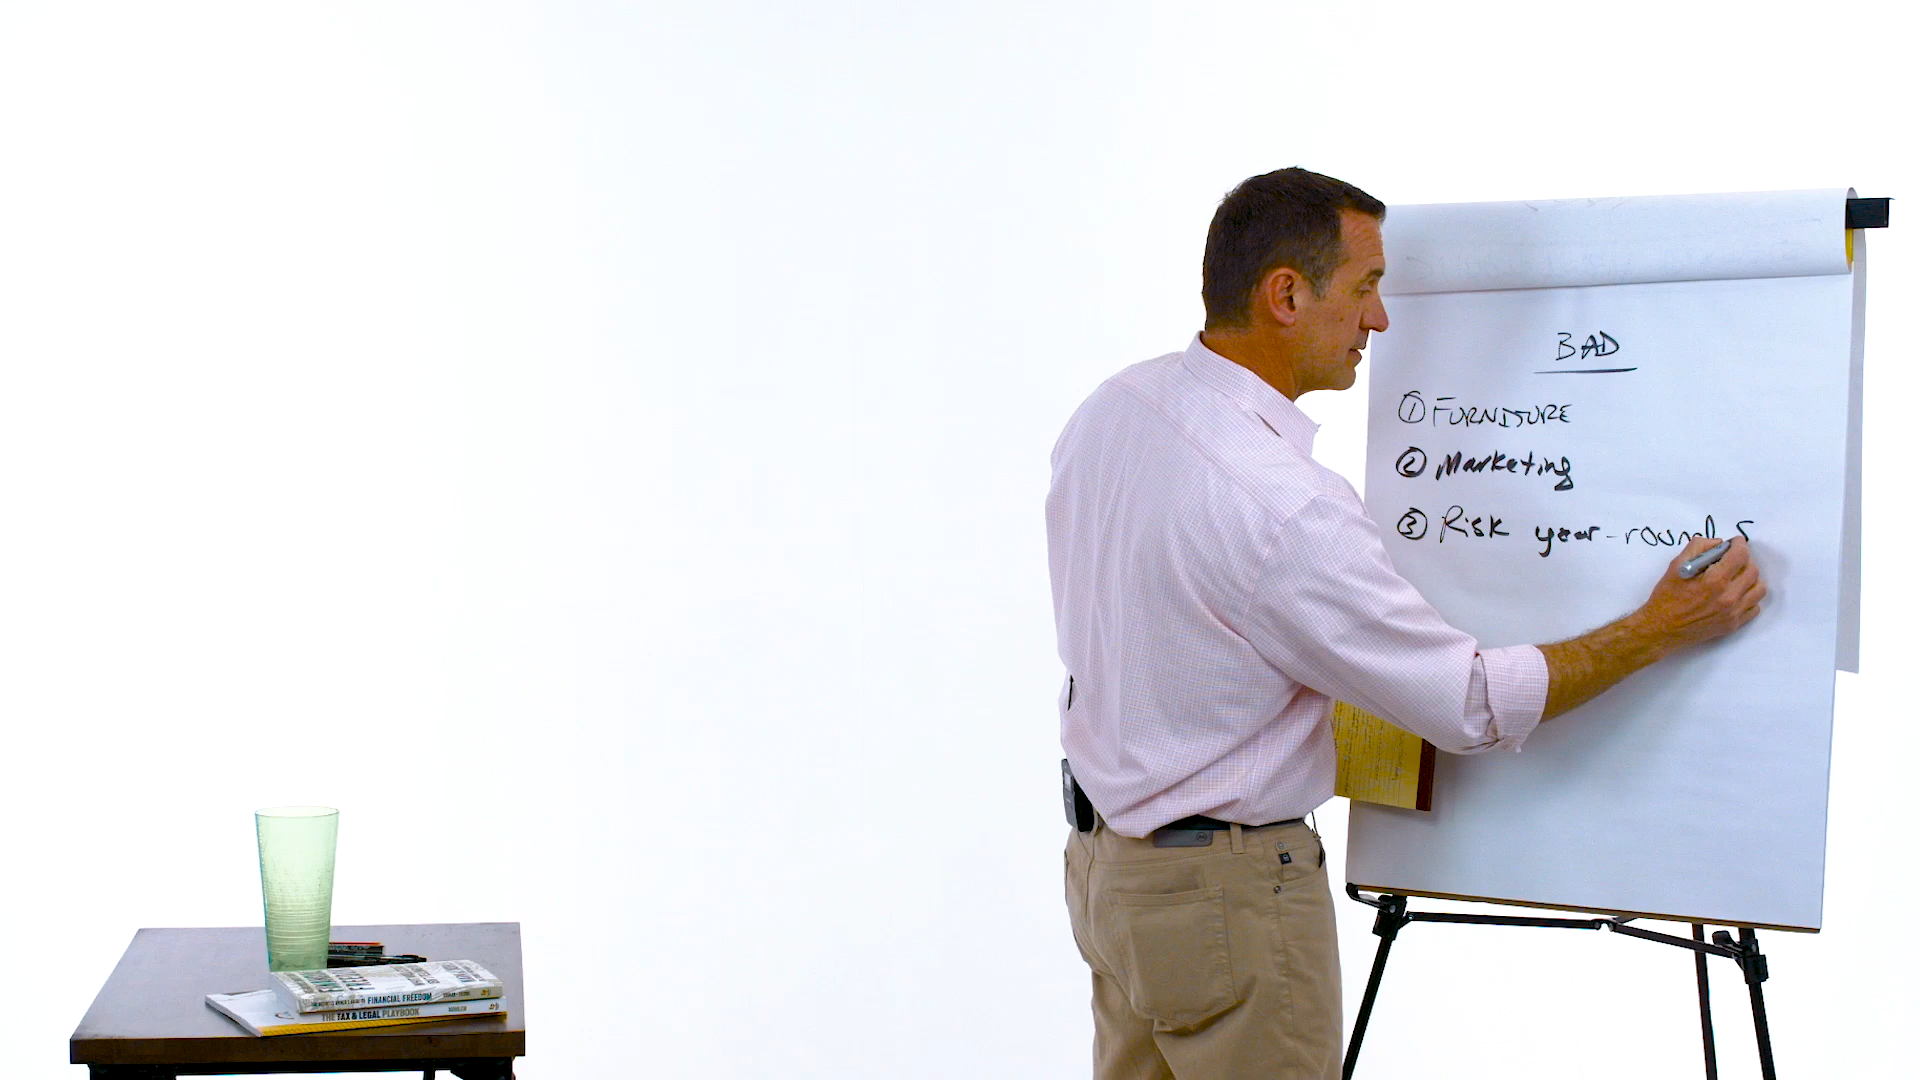 BAD
① FURNITURE
② Marketing
③ Risk year-round
FINANCIAL FREEDOM
THE TAX & LEGAL PLAYBOOK